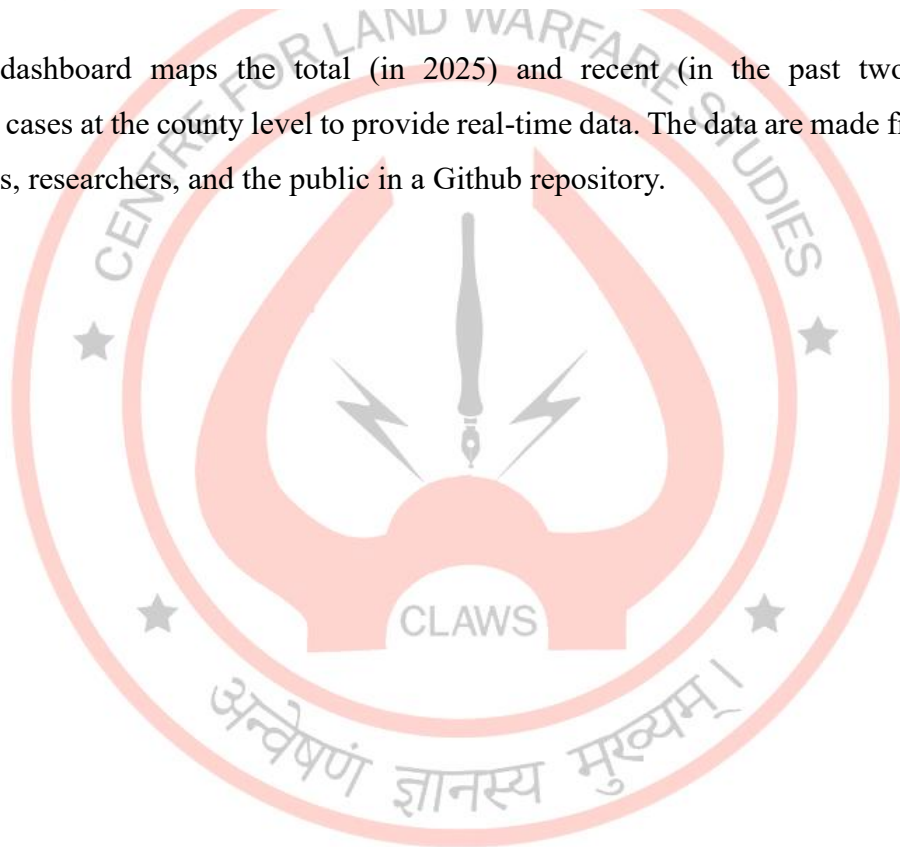 CENTRE FOR LAND WARFARE STUDIES
dashboard maps the total (in 2025) and recent (in the past two
cases at the county level to provide real-time data. The data are made fi
s, researchers, and the public in a Github repository.
CLAWS
अन्वेषणं ज्ञानस्य मुख्यम्।